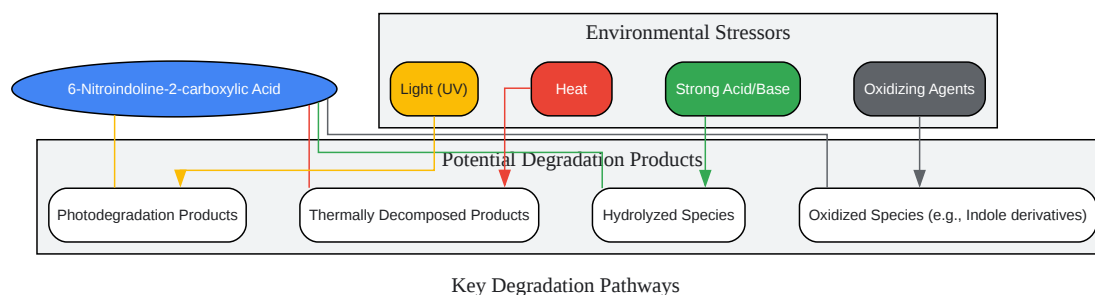 Environmental Stressors
6-Nitroindoline-2-carboxylic Acid
Light (UV)
Heat
Strong Acid/Base
Oxidizing Agents
Potential Degradation Products
Photodegradation Products
Thermally Decomposed Products
Hydrolyzed Species
Oxidized Species (e.g., Indole derivatives)
Key Degradation Pathways